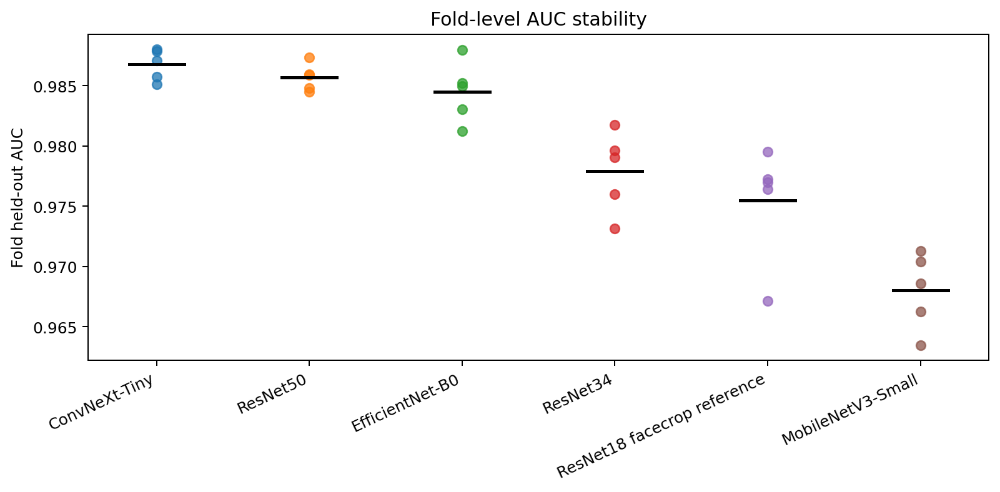 Fold-level AUC stability
Fold held-out AUC
0.985
0.980
0.975
0.970
0.965
ConvNeXt-Tiny
ResNet50
EfficientNet-B0
ResNet34
ResNet18 facecrop reference
MobileNetV3-Small